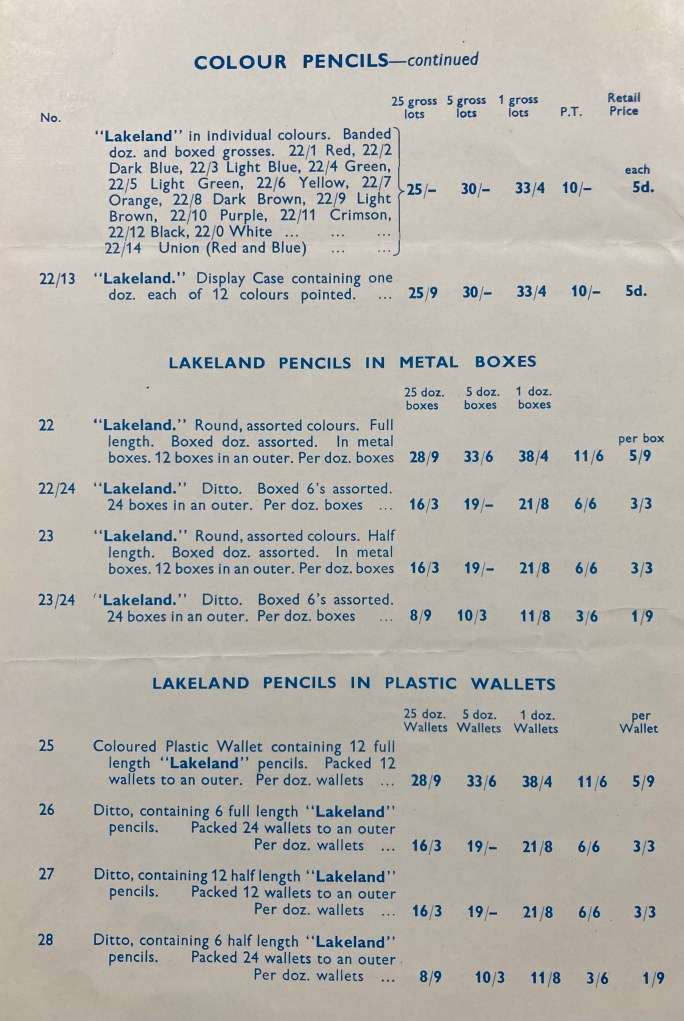 COLOUR PENCILS—continued
No. 25 gross lots 5 gross lots 1 gross lots P.T. Retail Price
"Lakeland" in individual colours. Banded
doz. and boxed grosses. 22/1 Red, 22/2
Dark Blue, 22/3 Light Blue, 22/4 Green,
22/5 Light Green, 22/6 Yellow, 22/7
Orange, 22/8 Dark Brown, 22/9 Light
Brown, 22/10 Purple, 22/11 Crimson,
22/12 Black, 22/0 White ... ... ...
22/14 Union (Red and Blue) ... ...
25/– 30/– 33/4 10/– each 5d.
22/13 "Lakeland." Display Case containing one
doz. each of 12 colours pointed. ... 25/9 30/– 33/4 10/– 5d.
LAKELAND PENCILS IN METAL BOXES
25 doz. boxes 5 doz. boxes 1 doz. boxes
22 "Lakeland." Round, assorted colours. Full
length. Boxed doz. assorted. In metal per box
boxes. 12 boxes in an outer. Per doz. boxes 28/9 33/6 38/4 11/6 5/9
22/24 "Lakeland." Ditto. Boxed 6's assorted.
24 boxes in an outer. Per doz. boxes ... 16/3 19/– 21/8 6/6 3/3
23 "Lakeland." Round, assorted colours. Half
length. Boxed doz. assorted. In metal
boxes. 12 boxes in an outer. Per doz. boxes 16/3 19/– 21/8 6/6 3/3
23/24 "Lakeland." Ditto. Boxed 6's assorted.
24 boxes in an outer. Per doz. boxes ... 8/9 10/3 11/8 3/6 1/9
LAKELAND PENCILS IN PLASTIC WALLETS
25 doz. Wallets 5 doz. Wallets 1 doz. Wallets per Wallet
25 Coloured Plastic Wallet containing 12 full
length "Lakeland" pencils. Packed 12
wallets to an outer. Per doz. wallets ... 28/9 33/6 38/4 11/6 5/9
26 Ditto, containing 6 full length "Lakeland"
pencils. Packed 24 wallets to an outer
Per doz. wallets ... 16/3 19/– 21/8 6/6 3/3
27 Ditto, containing 12 half length "Lakeland"
pencils. Packed 12 wallets to an outer
Per doz. wallets ... 16/3 19/– 21/8 6/6 3/3
28 Ditto, containing 6 half length "Lakeland"
pencils. Packed 24 wallets to an outer
Per doz. wallets ... 8/9 10/3 11/8 3/6 1/9